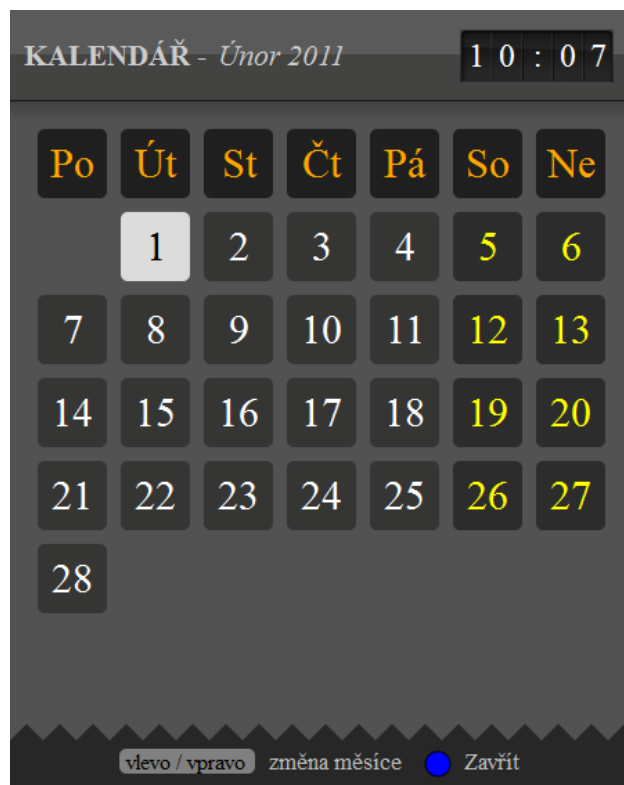 KALENDÁŘ - Únor 2011 10:07
Po Út St Čt Pá So Ne
1 2 3 4 5 6
7 8 9 10 11 12 13
14 15 16 17 18 19 20
21 22 23 24 25 26 27
28
vlevo / vpravo změna měsíce Zavřít